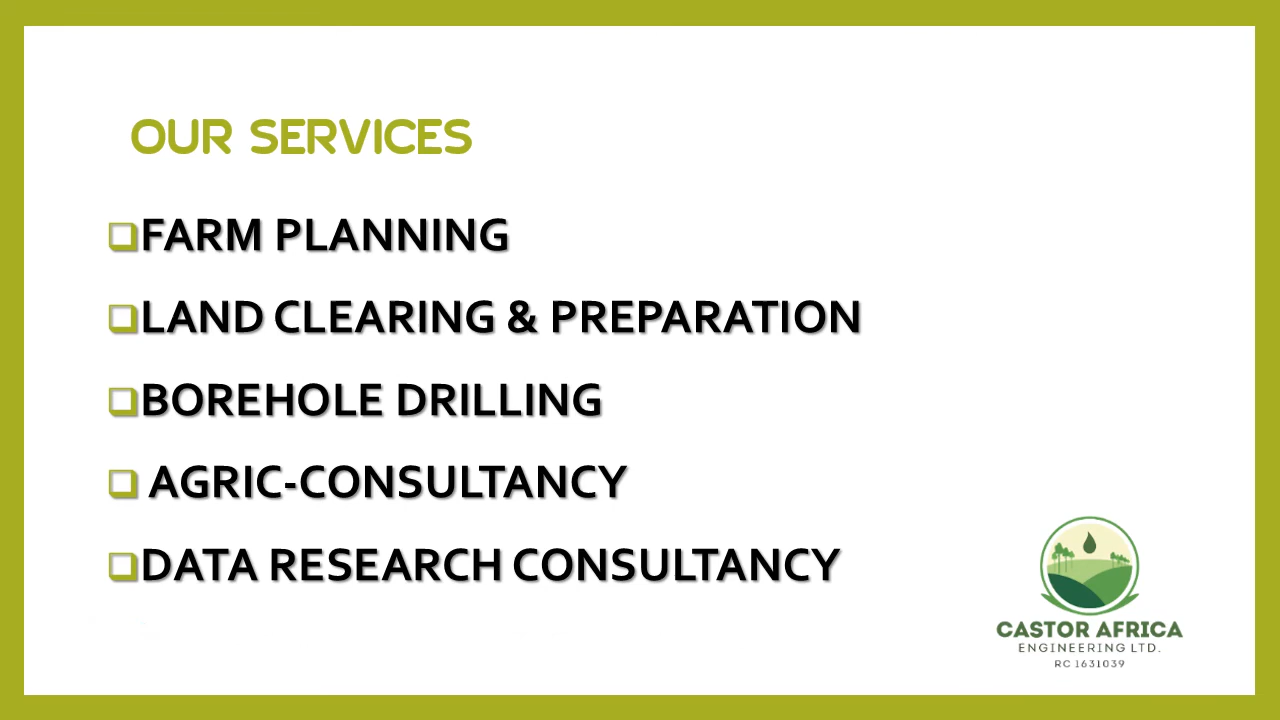 OUR SERVICES
FARM PLANNING
LAND CLEARING & PREPARATION
BOREHOLE DRILLING
AGRIC-CONSULTANCY
DATA RESEARCH CONSULTANCY
CASTOR AFRICA
ENGINEERING LTD.
RC 1631039